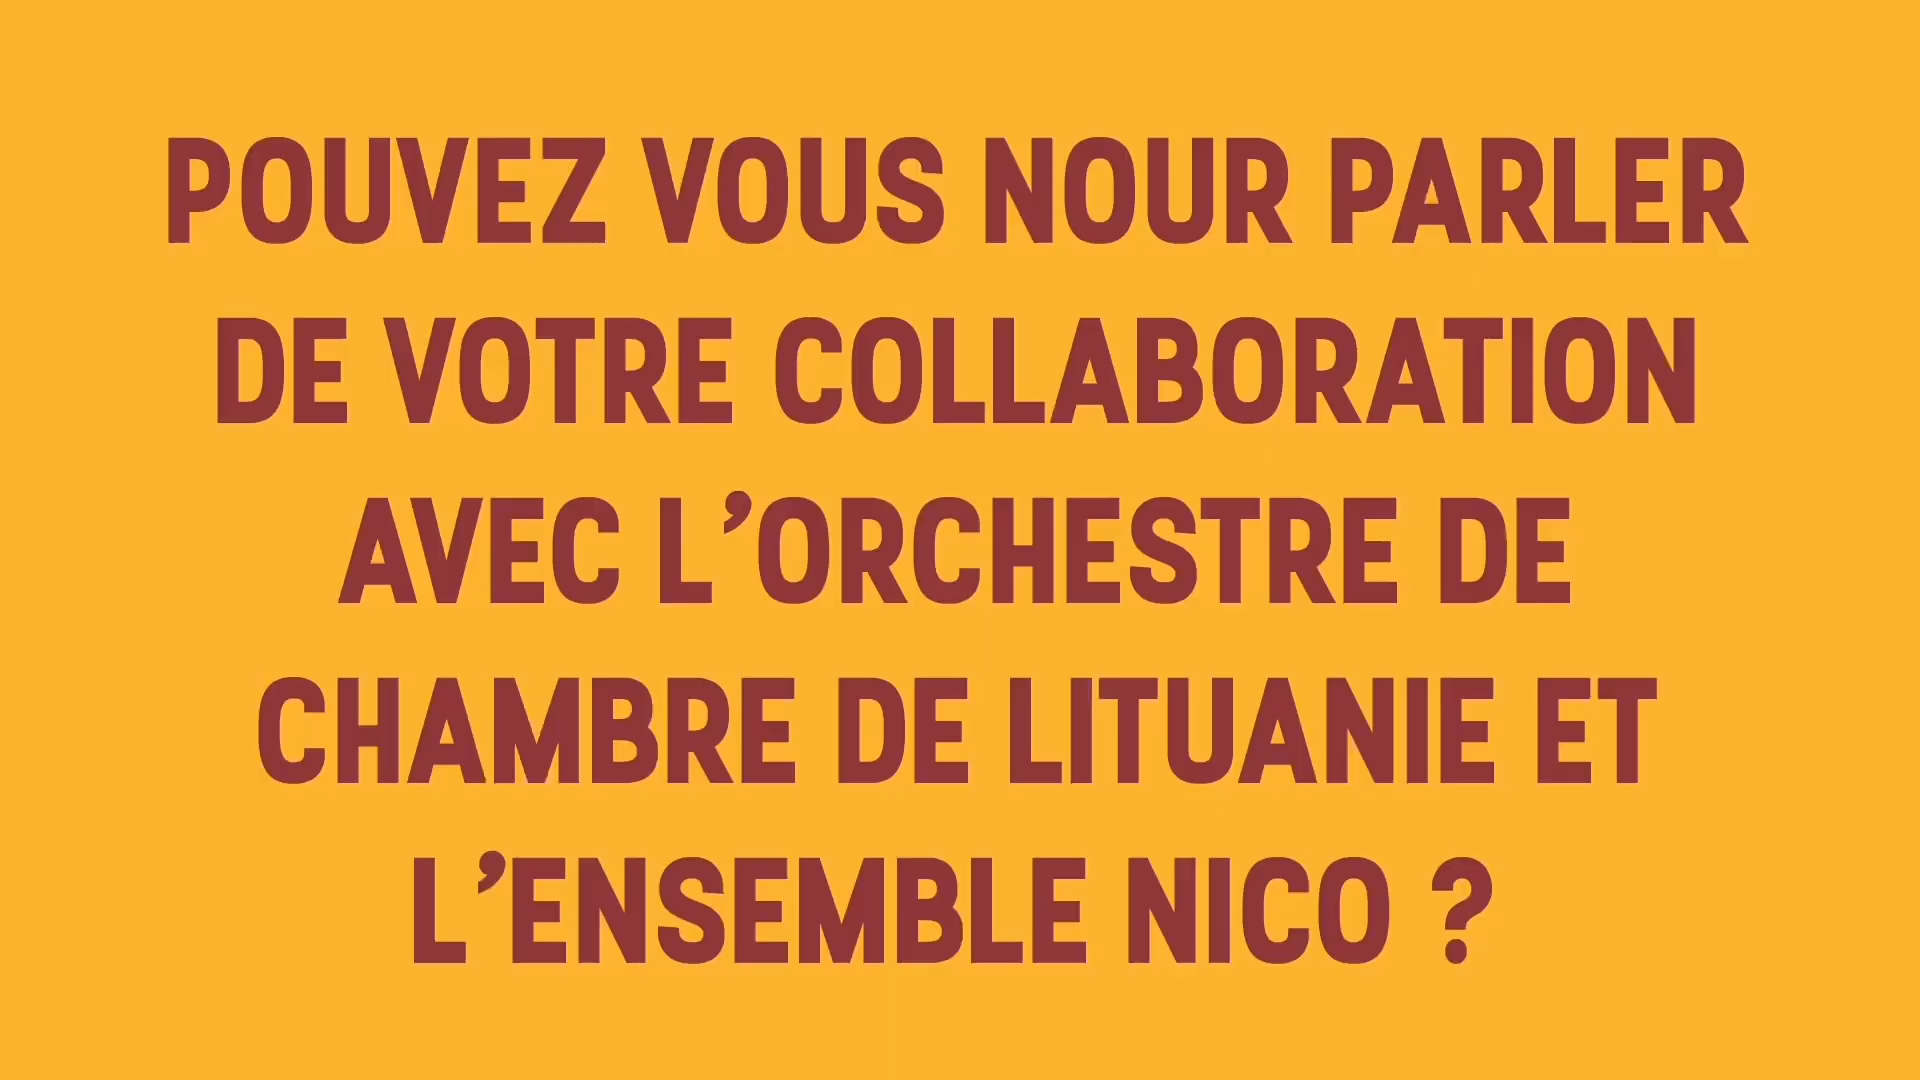 POUVEZ VOUS NOUR PARLER
DE VOTRE COLLABORATION
AVEC L’ORCHESTRE DE
CHAMBRE DE LITUANIE ET
L’ENSEMBLE NICO ?